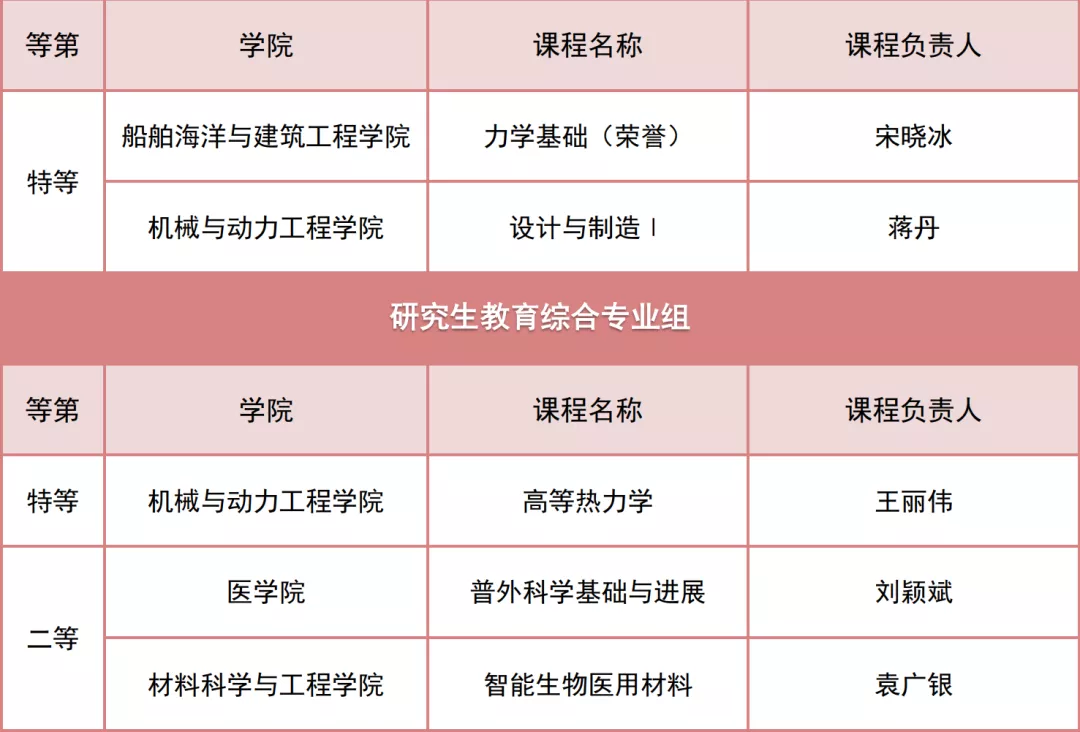 等第 学院 课程名称 课程负责人
特等 船舶海洋与建筑工程学院 力学基础（荣誉） 宋晓冰
机械与动力工程学院 设计与制造Ⅰ 蒋丹
研究生教育综合专业组
等第 学院 课程名称 课程负责人
特等 机械与动力工程学院 高等热力学 王丽伟
二等 医学院 普外科学基础与进展 刘颖斌
材料科学与工程学院 智能生物医用材料 袁广银